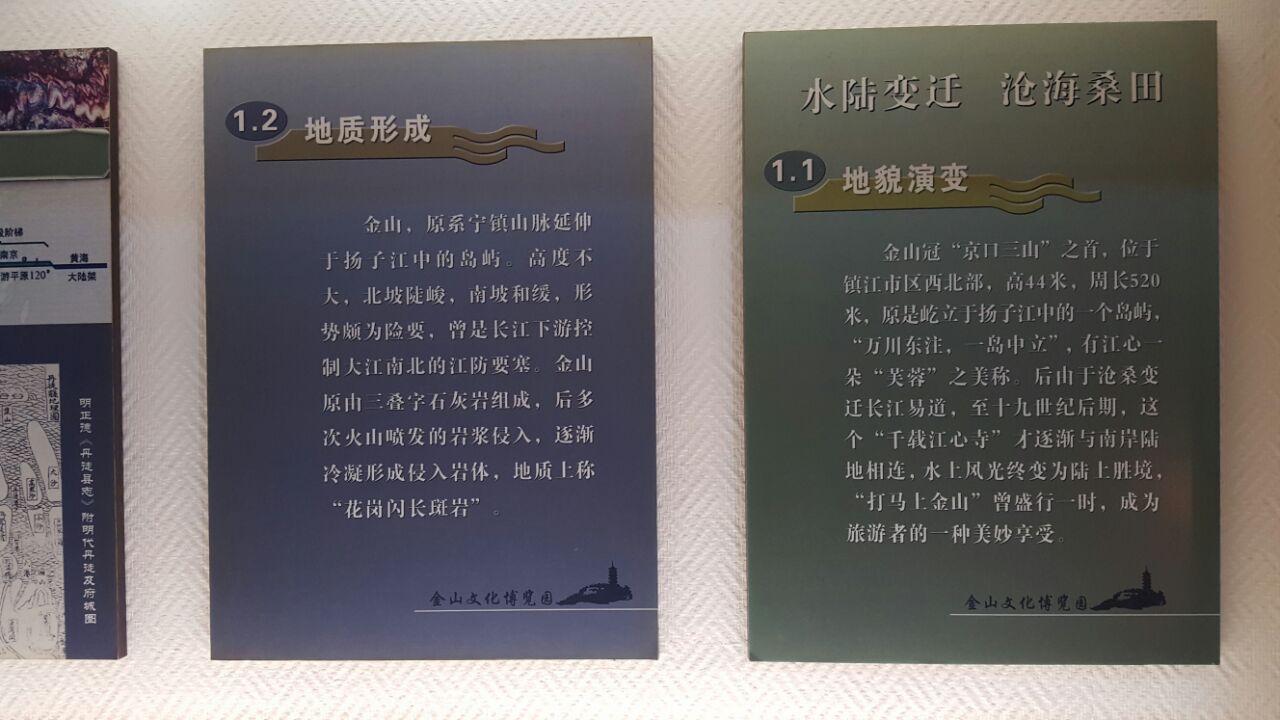 段阶梯
南京
黄海
游平原120°
大陆架
明正德《丹徒县志》附明代丹徒及府城图
1.2
地质形成
金山，原系宁镇山脉延伸
于扬子江中的岛屿。高度不
大，北坡陡峻，南坡和缓，形
势颇为险要，曾是长江下游控
制大江南北的江防要塞。金山
原由三叠字石灰岩组成，后多
次火山喷发的岩浆侵入，逐渐
冷凝形成侵入岩体，地质上称
“花岗闪长斑岩”。
金山文化博览园
水陆变迁 沧海桑田
1.1
地貌演变
金山冠“京口三山”之首，位于
镇江市区西北部，高44米，周长520
米，原是屹立于扬子江中的一个岛屿，
“万川东注，一岛中立”，有江心一
朵“芙蓉”之美称。后由于沧桑变
迁长江易道，至十九世纪后期，这
个“千载江心寺”才逐渐与南岸陆
地相连，水上风光终变为陆上胜境，
“打马上金山”曾盛行一时，成为
旅游者的一种美妙享受。
金山文化博览园